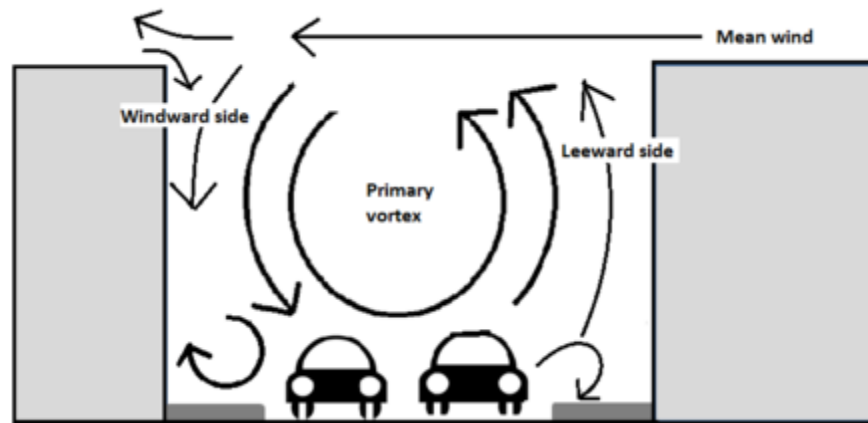 Mean wind
Windward side
Leeward side
Primary
vortex